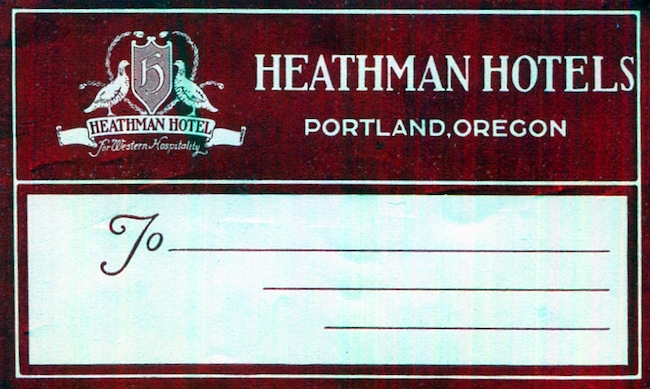 H
HEATHMAN HOTEL
For Western Hospitality
HEATHMAN HOTELS
PORTLAND, OREGON
To